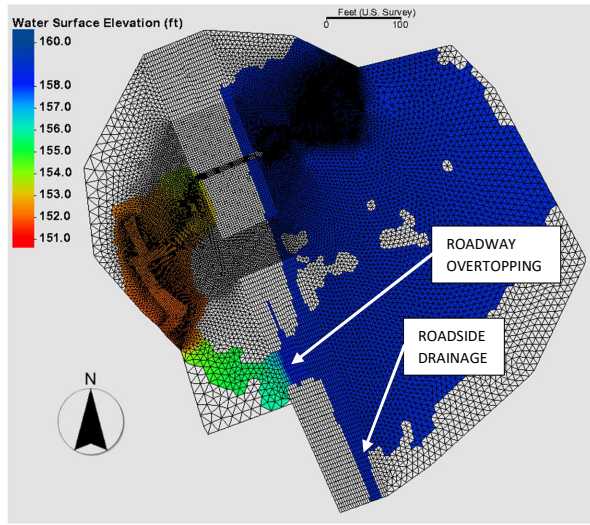 Water Surface Elevation (ft)
160.0
158.0
157.0
156.0
155.0
154.0
153.0
152.0
151.0
Feet (U.S. Survey)
0 100
ROADWAY
OVERTOPPING
ROADSIDE
DRAINAGE
N